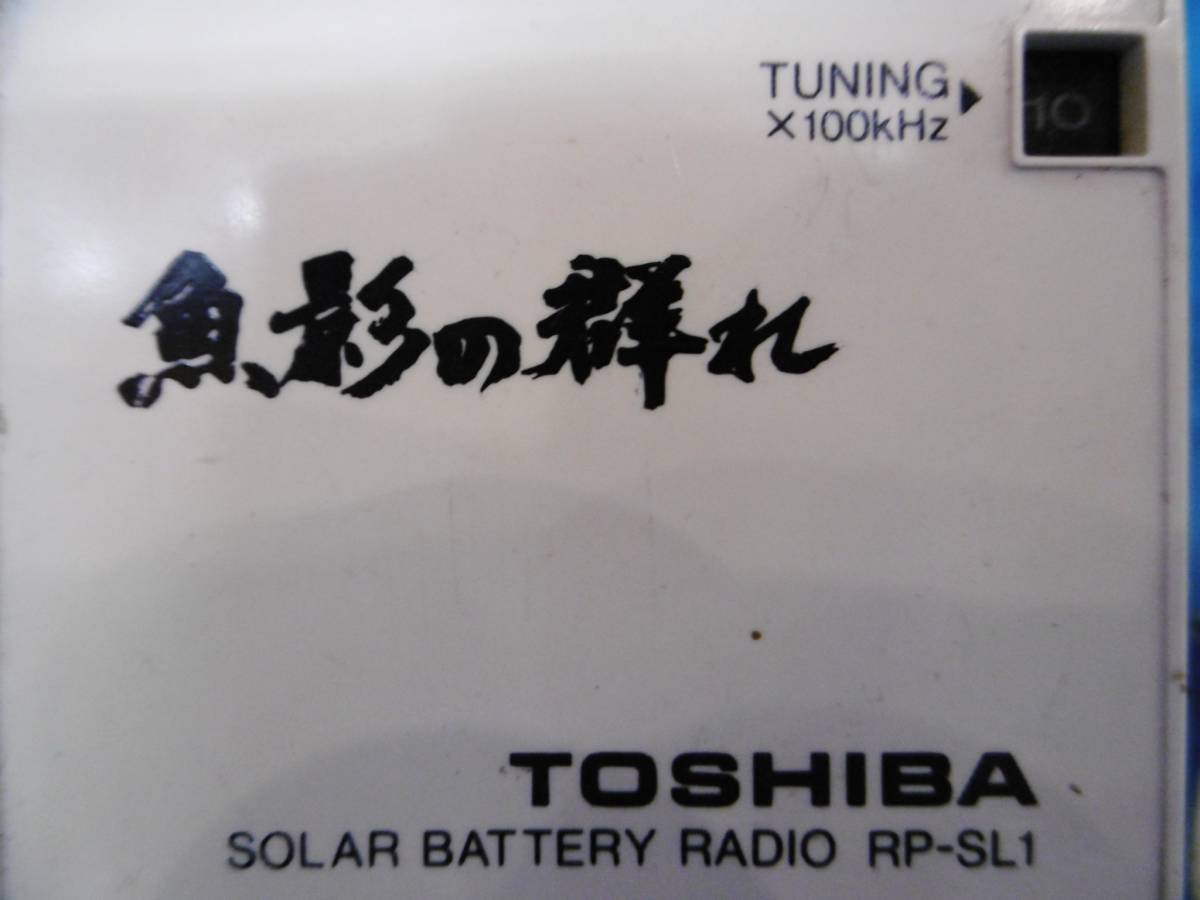 TUNING
×100kHz
10
魚影の群れ
TOSHIBA
SOLAR BATTERY RADIO RP-SL1